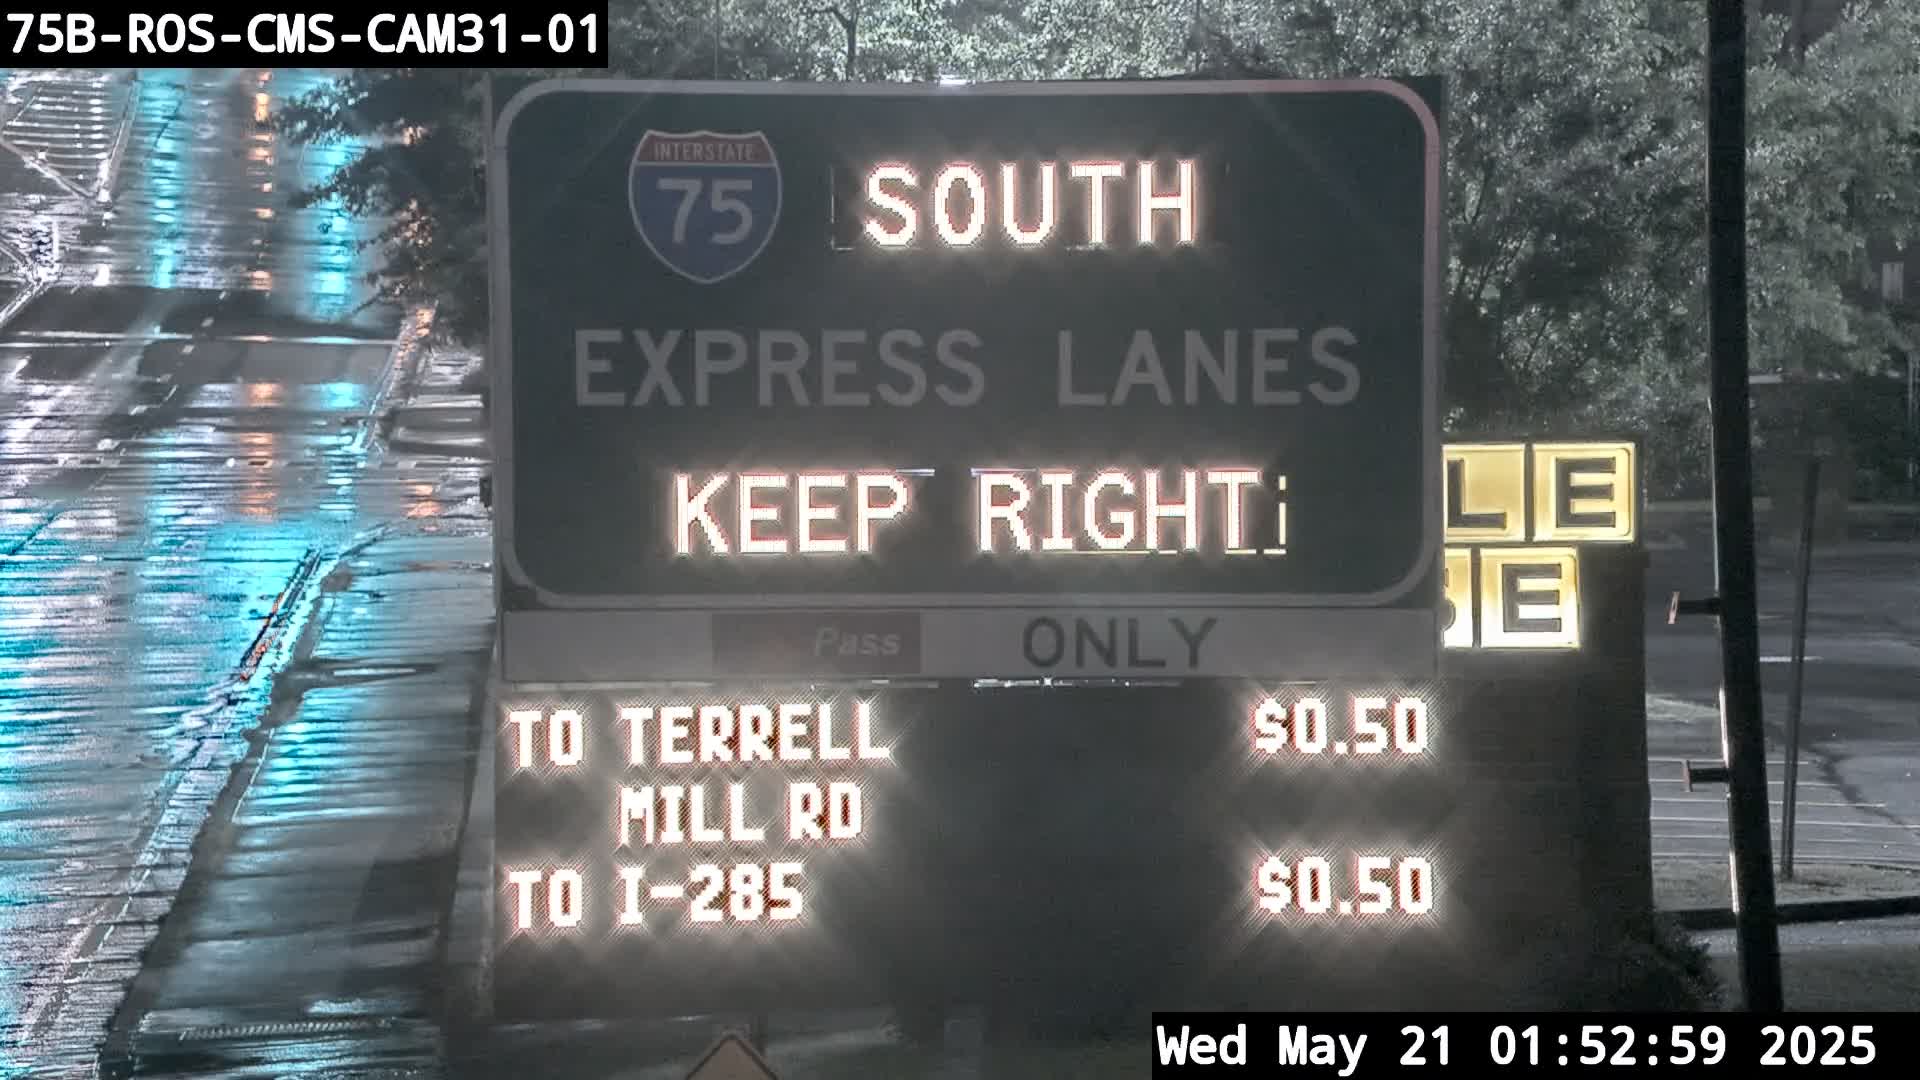 75B-ROS-CMS-CAM31-01
INTERSTATE
75
SOUTH
EXPRESS LANES
KEEP RIGHT
Pass ONLY
TO TERRELL $0.50
MILL RD
TO I-285 $0.50
LE
E
Wed May 21 01:52:59 2025